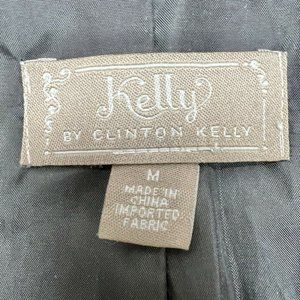 Kelly
BY CLINTON KELLY
M
MADE IN
CHINA
IMPORTED
FABRIC